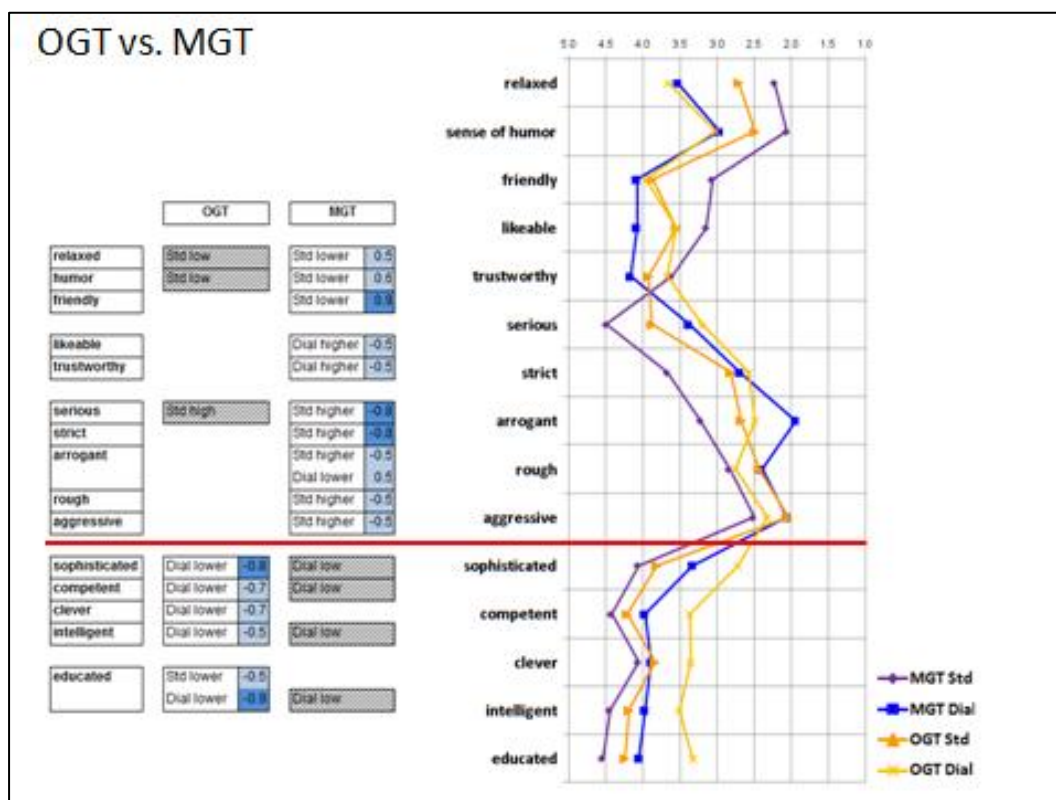 OGT vs. MGT
5.0 4.5 4.0 3.5 3.0 2.5 2.0 1.5 1.0
OGT MGT
relaxed Std low Std lower 0.5
humor Std low Std lower 0.6
friendly Std lower 0.9
likeable Dial higher -0.5
trustworthy Dial higher -0.5
serious Std high Std higher -0.8
strict Std higher -0.8
arrogant Std higher -0.5
Dial lower 0.5
rough Std higher -0.5
aggressive Std higher -0.5
sophisticated Dial lower -0.8 Dial low
competent Dial lower -0.7 Dial low
clever Dial lower -0.7
intelligent Dial lower -0.5 Dial low
educated Std lower -0.5
Dial lower -0.9 Dial low
relaxed
sense of humor
friendly
likeable
trustworthy
serious
strict
arrogant
rough
aggressive
sophisticated
competent
clever
intelligent
educated
MGT Std
MGT Dial
OGT Std
OGT Dial